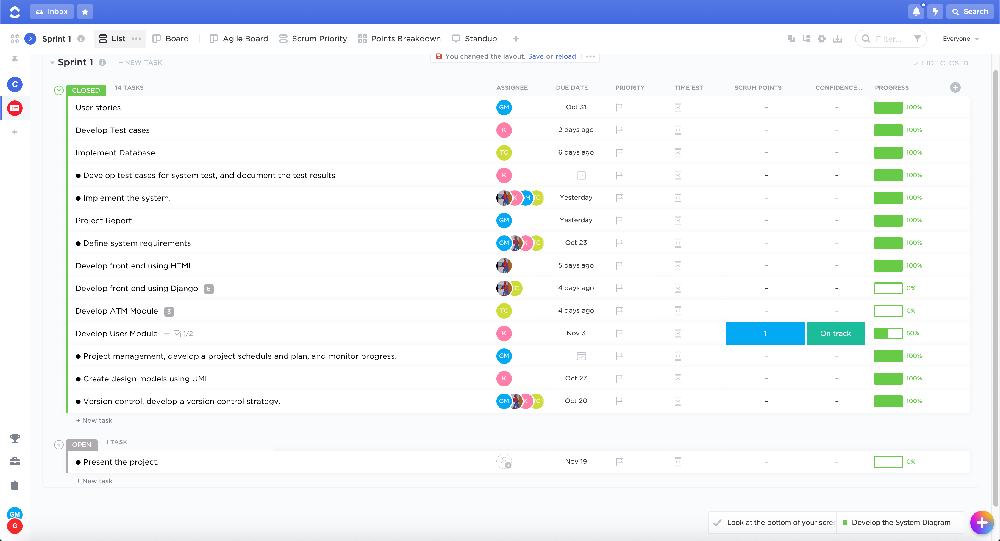 Inbox
Search
Sprint 1
List
Board
Agile Board
Scrum Priority
Points Breakdown
Standup
Filter...
Everyone
You changed the layout. Save or reload
Sprint 1
+ NEW TASK
HIDE CLOSED
C
CLOSED
14 TASKS
ASSIGNEE
DUE DATE
PRIORITY
TIME EST.
SCRUM POINTS
CONFIDENCE ...
PROGRESS
User stories GM Oct 31 – – 100%
Develop Test cases K 2 days ago – – 100%
Implement Database TC 6 days ago – – 100%
● Develop test cases for system test, and document the test results K – – 100%
● Implement the system. K GM TC Yesterday – – 100%
Project Report GM Yesterday – – 100%
● Define system requirements GM K TC Oct 23 – – 100%
Develop front end using HTML 5 days ago – – 100%
Develop front end using Django 6 TC 4 days ago – – 0%
Develop ATM Module 3 TC 4 days ago – – 0%
Develop User Module 1/2 K Nov 3 1 On track 50%
● Project management, develop a project schedule and plan, and monitor progress. GM – – 100%
● Create design models using UML K Oct 27 – – 100%
● Version control, develop a version control strategy. GM K TC Oct 20 – – 100%
+ New task
OPEN
1 TASK
● Present the project. Nov 19 – – 0%
+ New task
GM
G
Look at the bottom of your scree
Develop the System Diagram